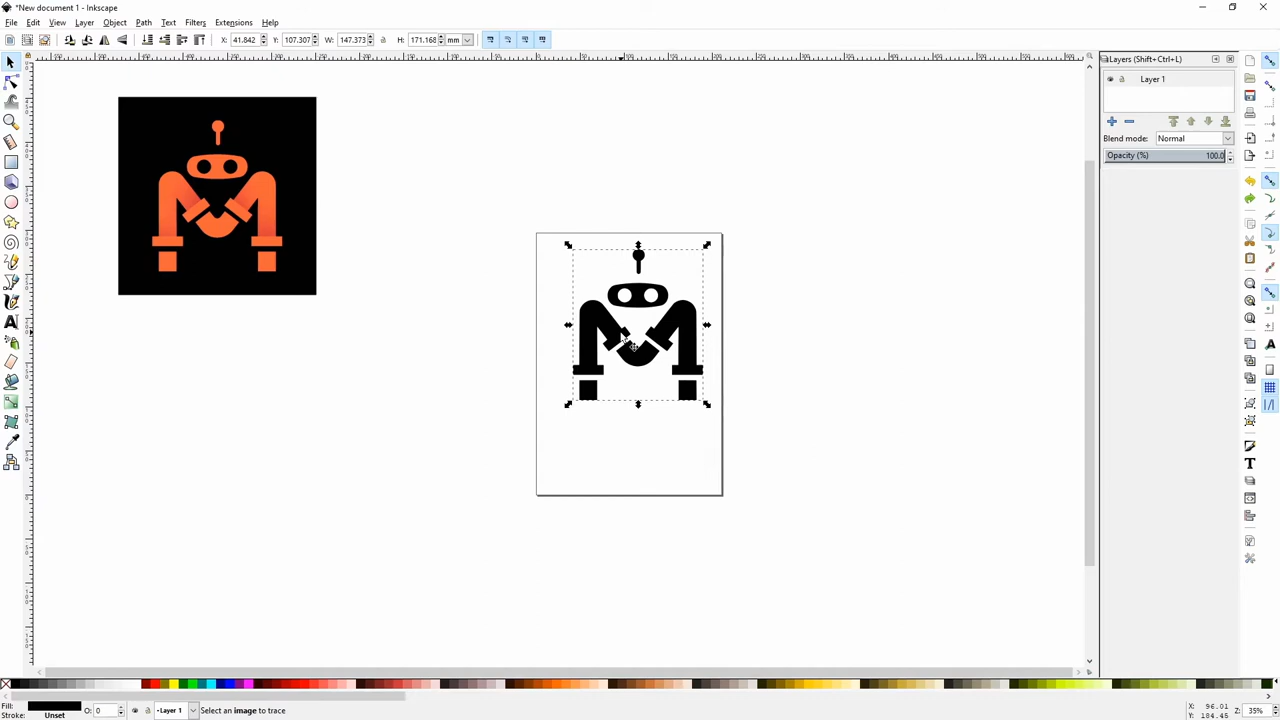 *New document 1 - Inkscape
File Edit View Layer Object Path Text Filters Extensions Help
X: 41.842 Y: 107.307 W: 147.373 H: 171.168 mm
Layers (Shift+Ctrl+L)
Layer 1
Blend mode: Normal
Opacity (%) 100.0
Fill:
Stroke: Unset O: 0 Layer 1 Select an image to trace X: 96.01 Y: 184.45 Z: 35%